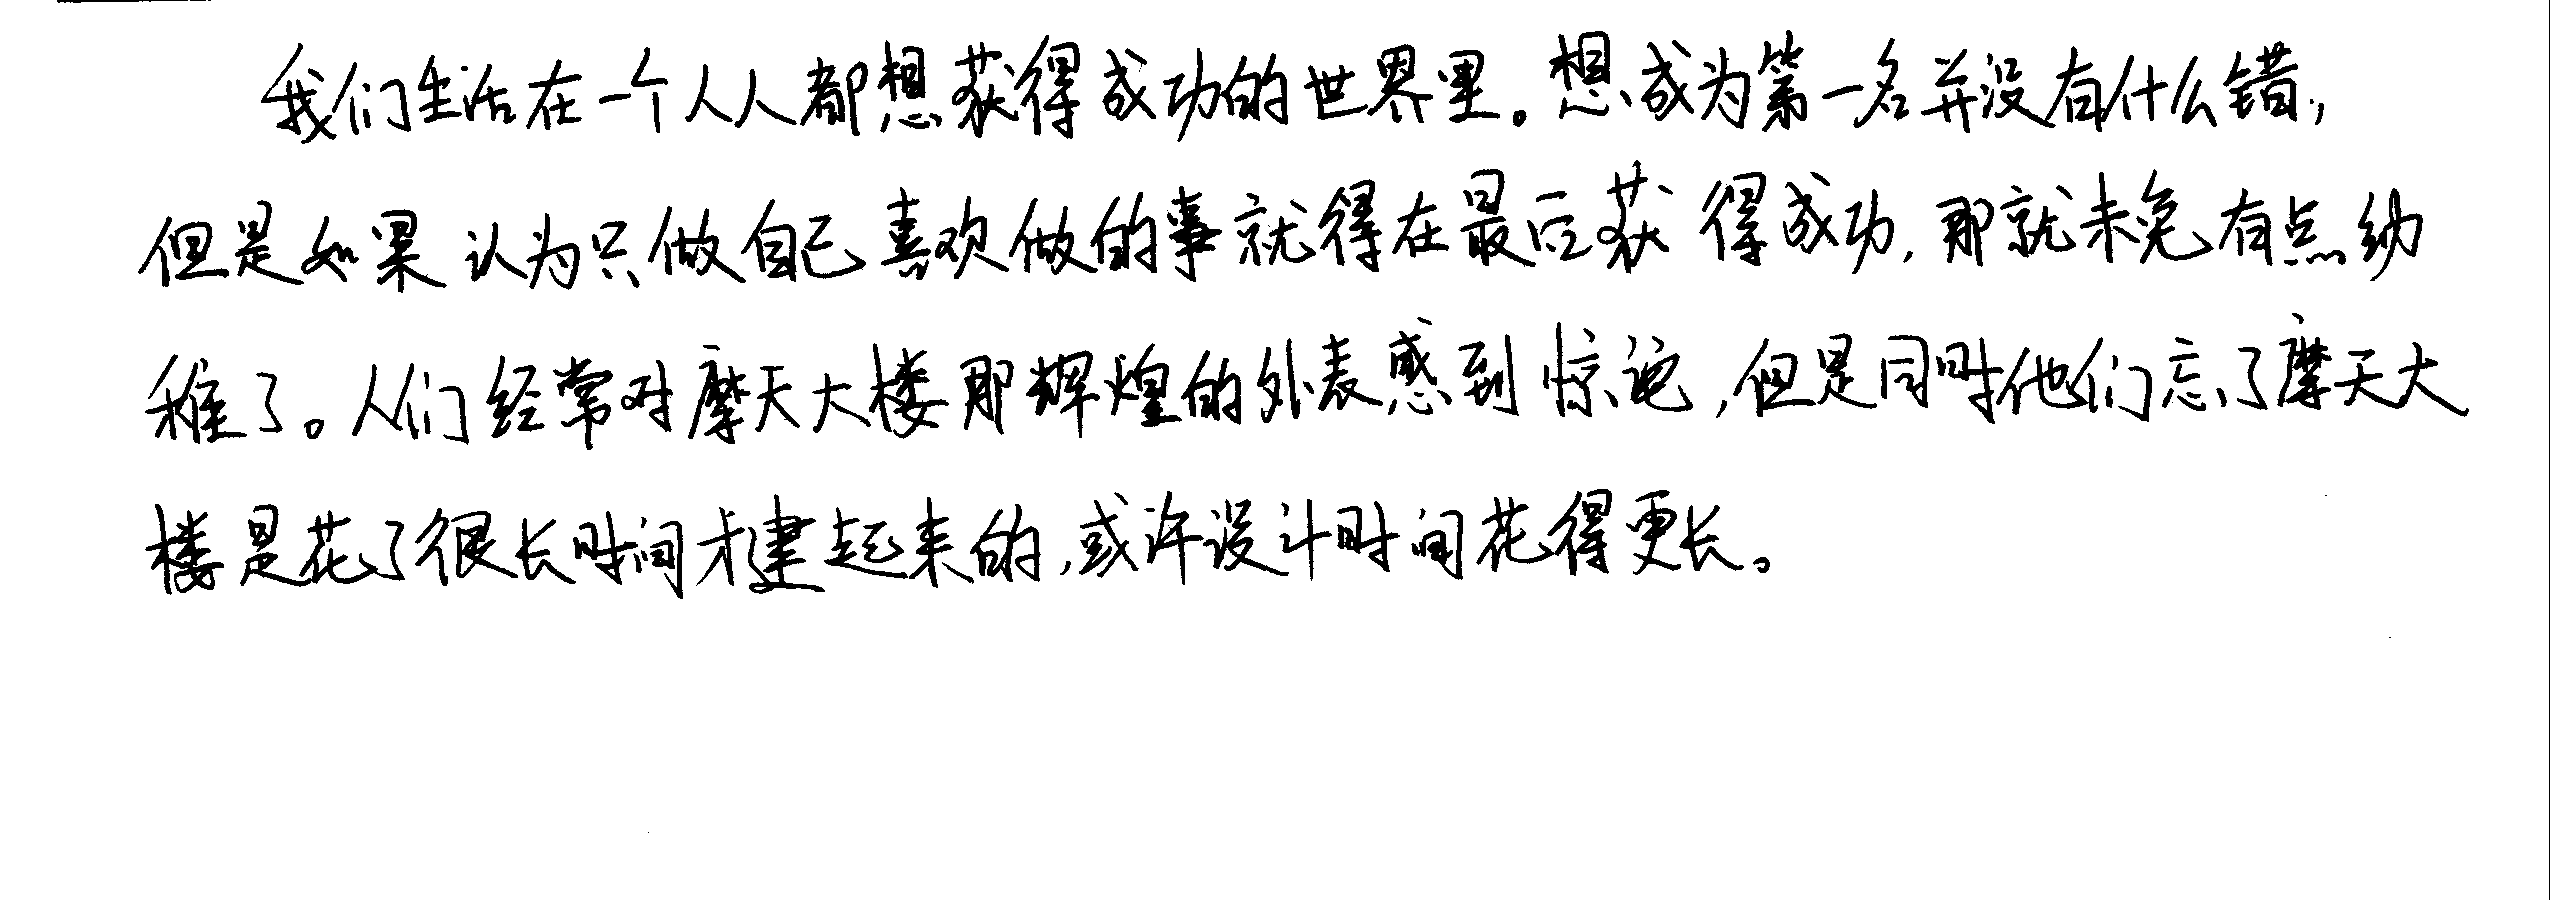 我们生活在一个人人都想获得成功的世界里。想成为第一名并没有什么错，
但是如果认为只做自己喜欢做的事就得在最后获得成功，那就未免有点幼
稚了。人们经常对摩天大楼那辉煌的外表感到惊诧，但是同时他们忘了摩天大
楼是花了很长时间才建起来的，或许设计时间花得更长。